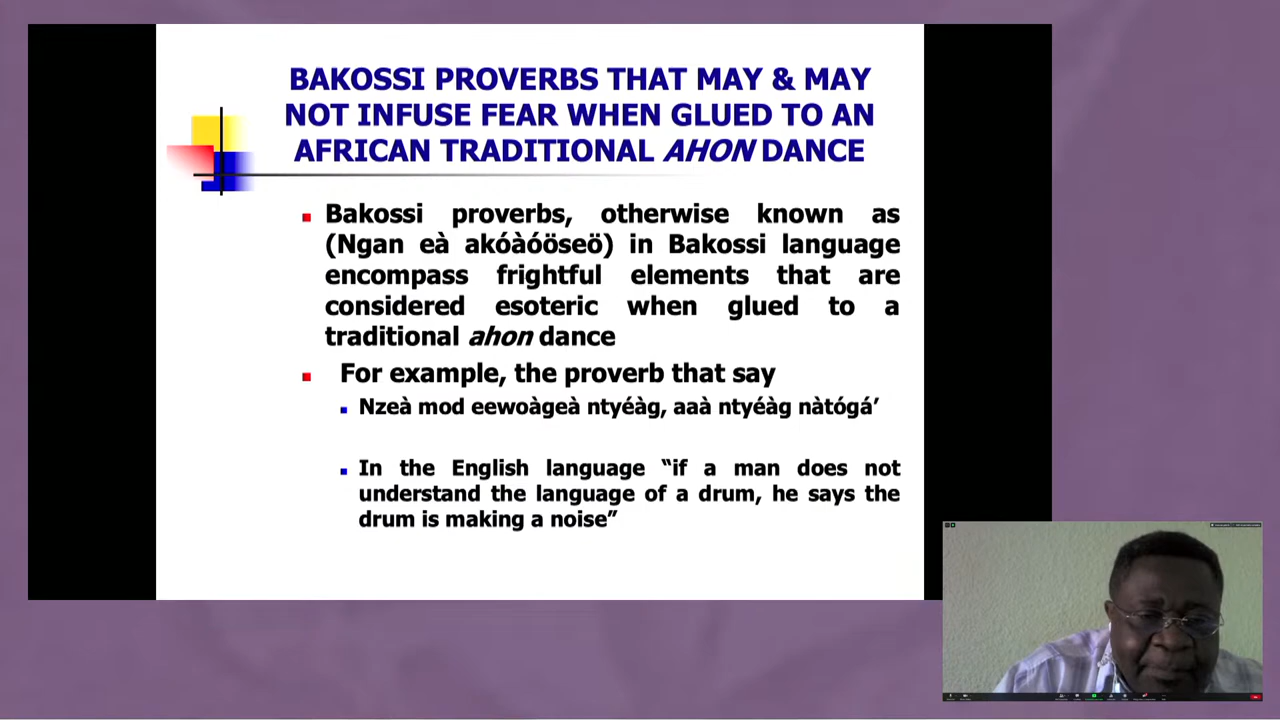 BAKOSSI PROVERBS THAT MAY & MAY
NOT INFUSE FEAR WHEN GLUED TO AN
AFRICAN TRADITIONAL AHON DANCE
Bakossi proverbs, otherwise known as
(Ngan eà akóàóöseö) in Bakossi language
encompass frightful elements that are
considered esoteric when glued to a
traditional ahon dance
For example, the proverb that say
Nzeà mod eewoàgeà ntyéàg, aaà ntyéàg nàtógá’
In the English language “if a man does not
understand the language of a drum, he says the
drum is making a noise”